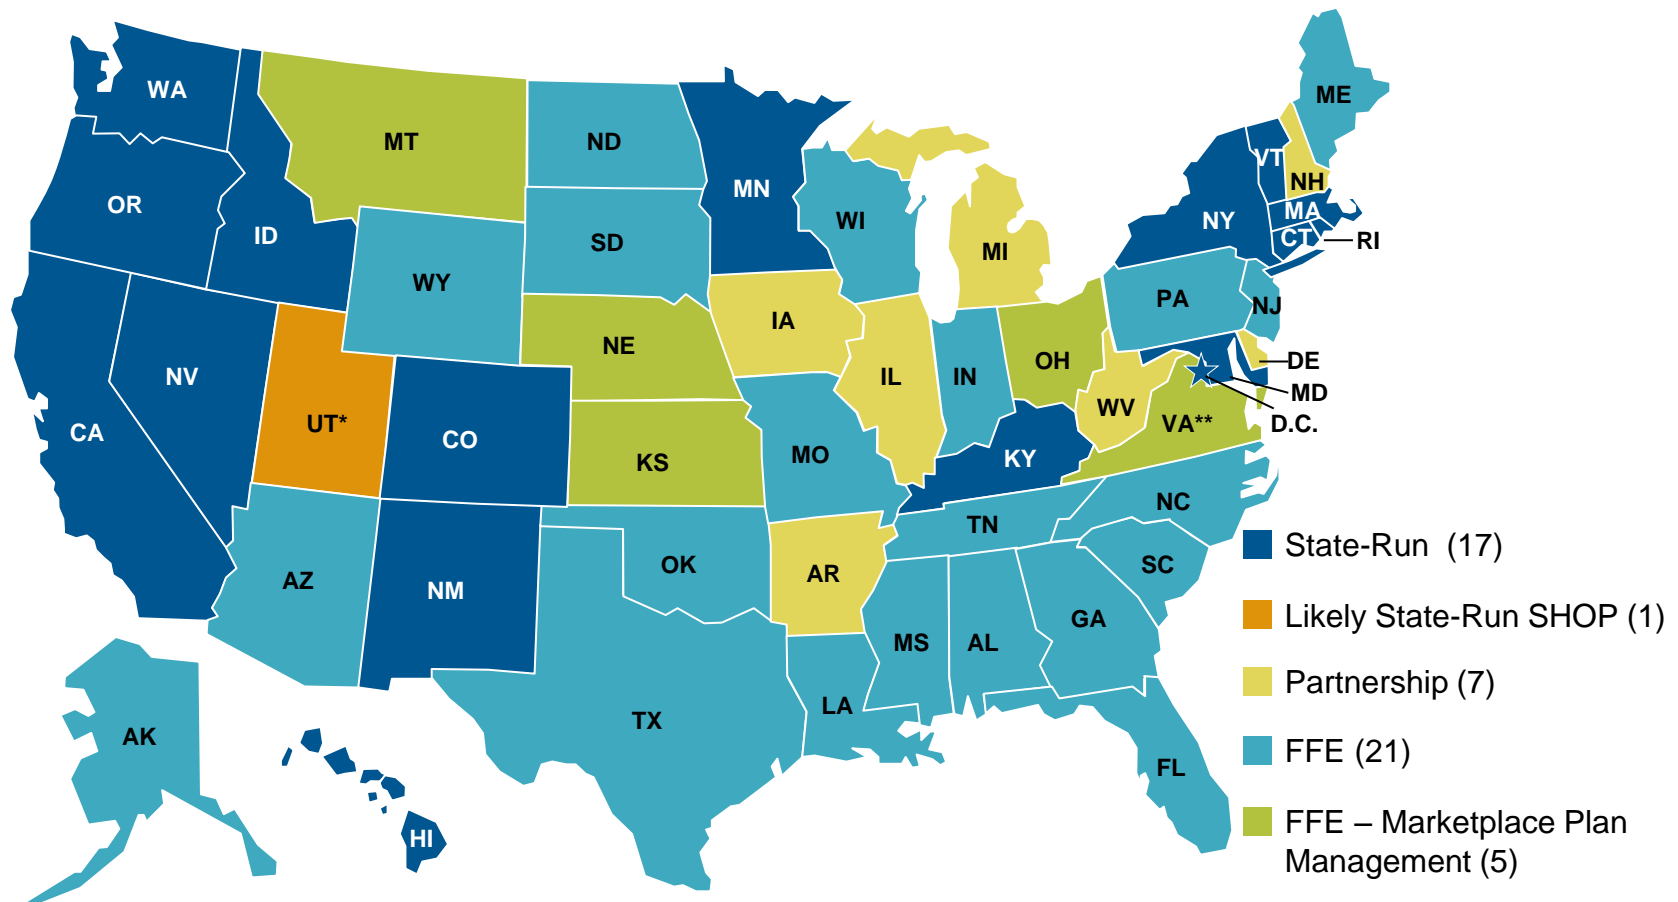 WA
MT
ND
MN
ME
VT
NH
OR
ID
SD
WI
NY
MA
CT
RI
WY
MI
PA
NJ
IA
NE
OH
DE
NV
IL
IN
MD
WV
D.C.
UT*
CO
VA**
CA
KS
MO
KY
NC
TN
AZ
NM
OK
AR
SC
MS
AL
GA
LA
TX
AK
FL
HI
State-Run (17)
Likely State-Run SHOP (1)
Partnership (7)
FFE (21)
FFE – Marketplace Plan
Management (5)